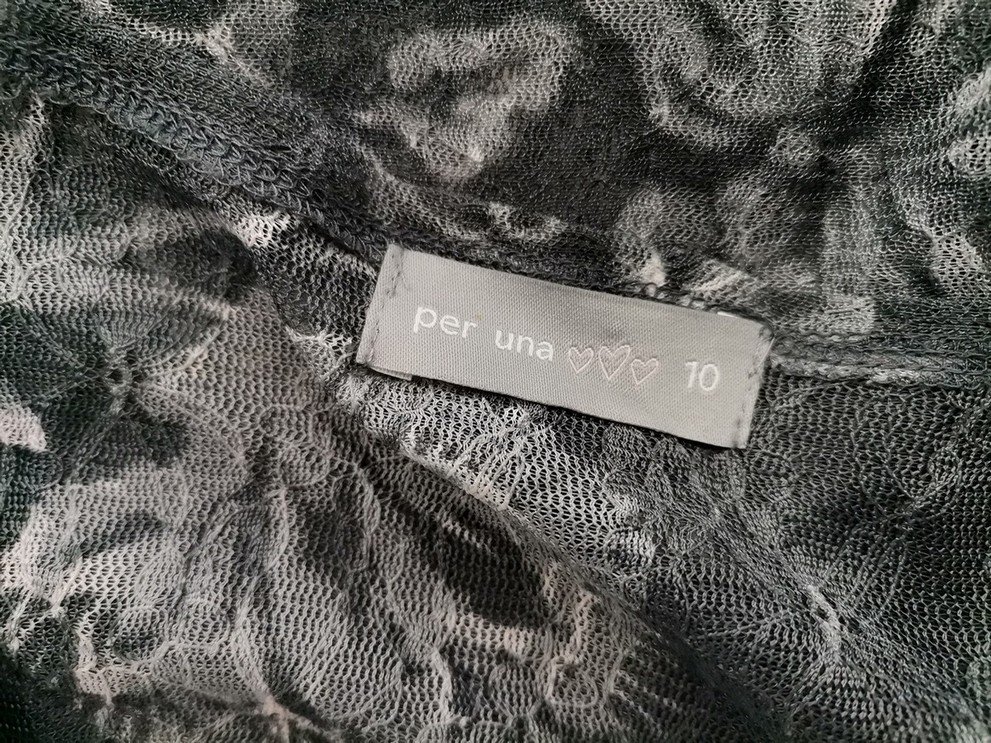 per una ♡♡♡ 10